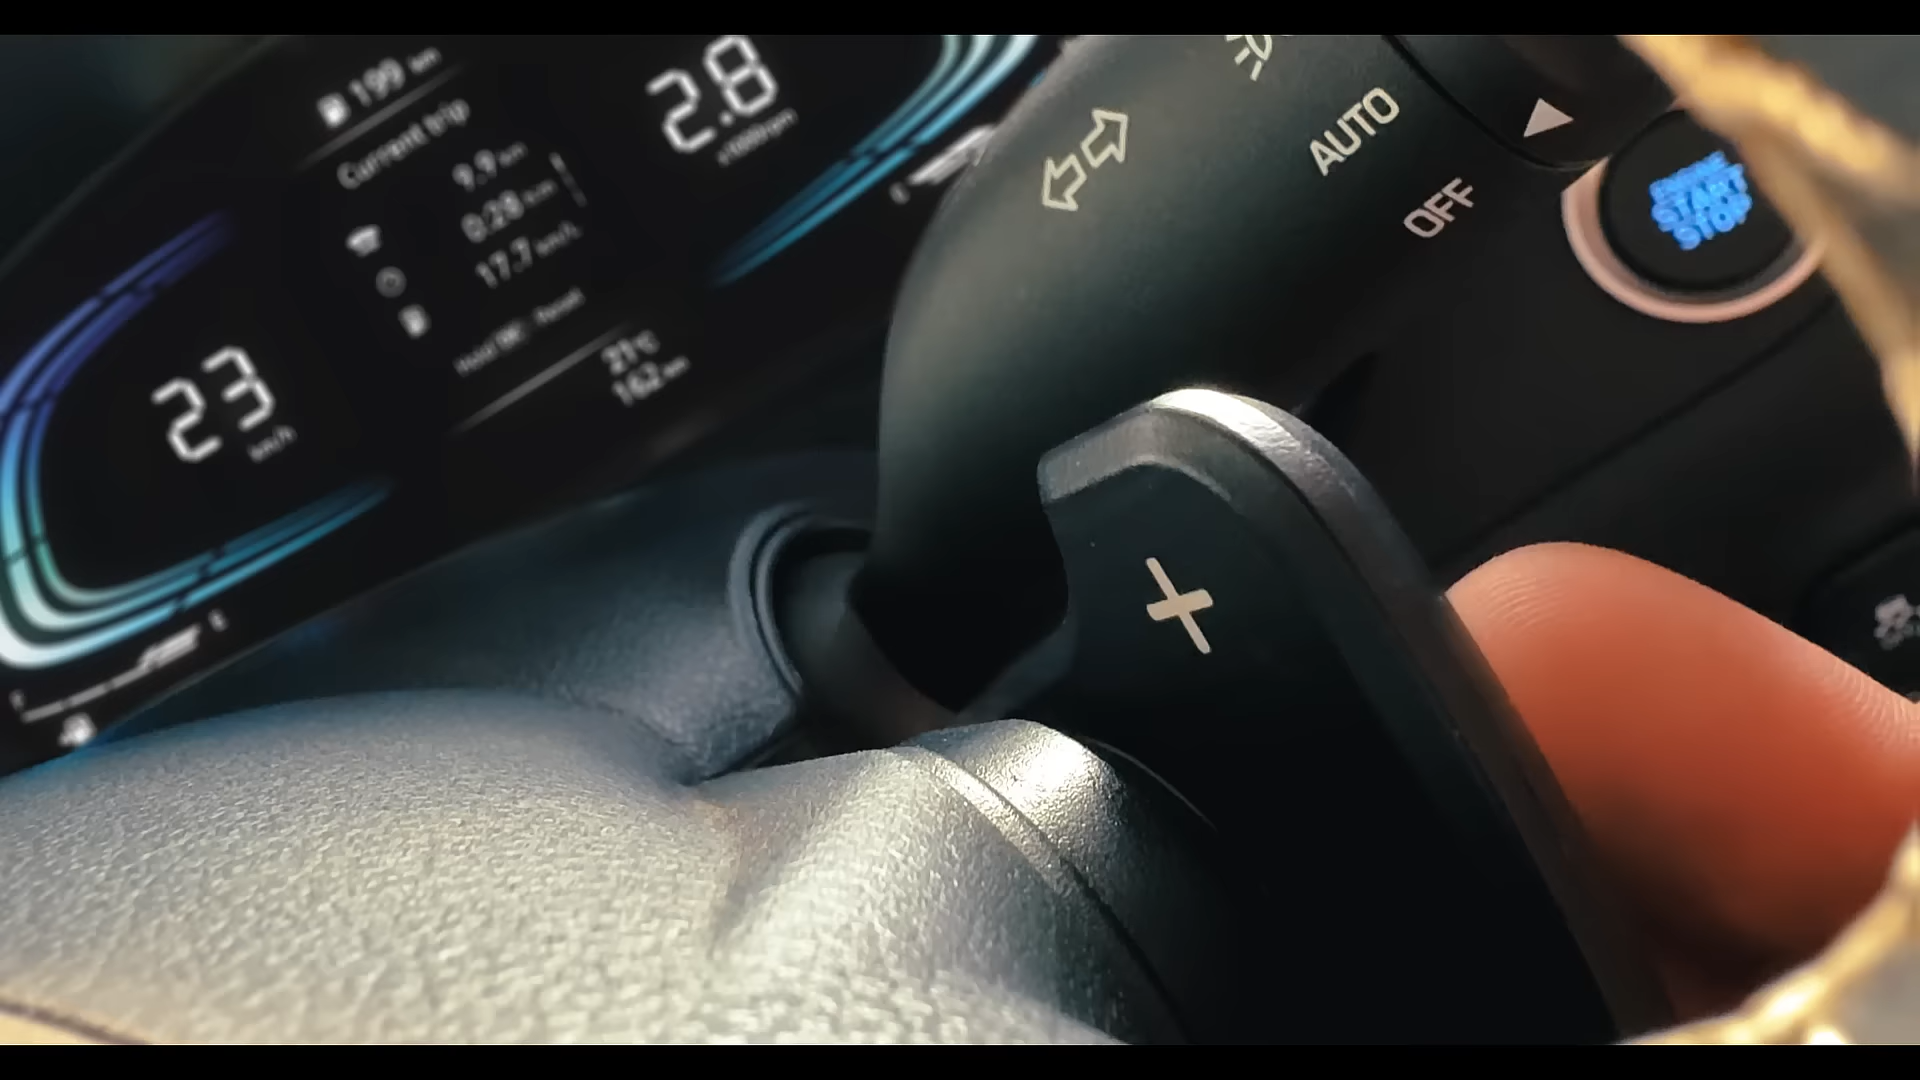 199 km
Current trip
9.9 km
0:28
17.7 km/L
21°C
162 km
23
km/h
2.8
x1000rpm
AUTO
OFF
ENGINE
START
STOP
+